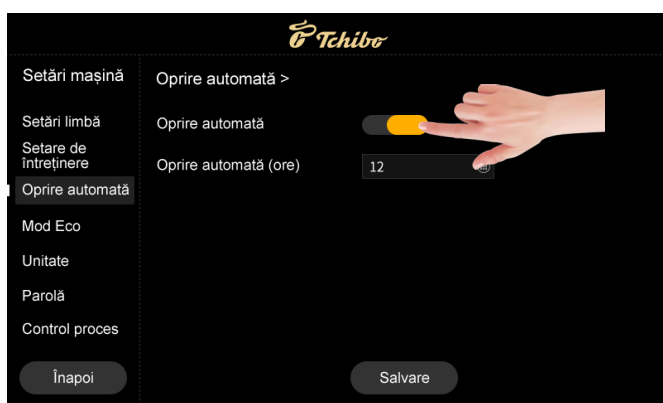 Tchibo
Setări mașină
Oprire automată >
Setări limbă
Oprire automată
Setare de
întreținere
Oprire automată (ore)
12
Oprire automată
Mod Eco
Unitate
Parolă
Control proces
Înapoi
Salvare